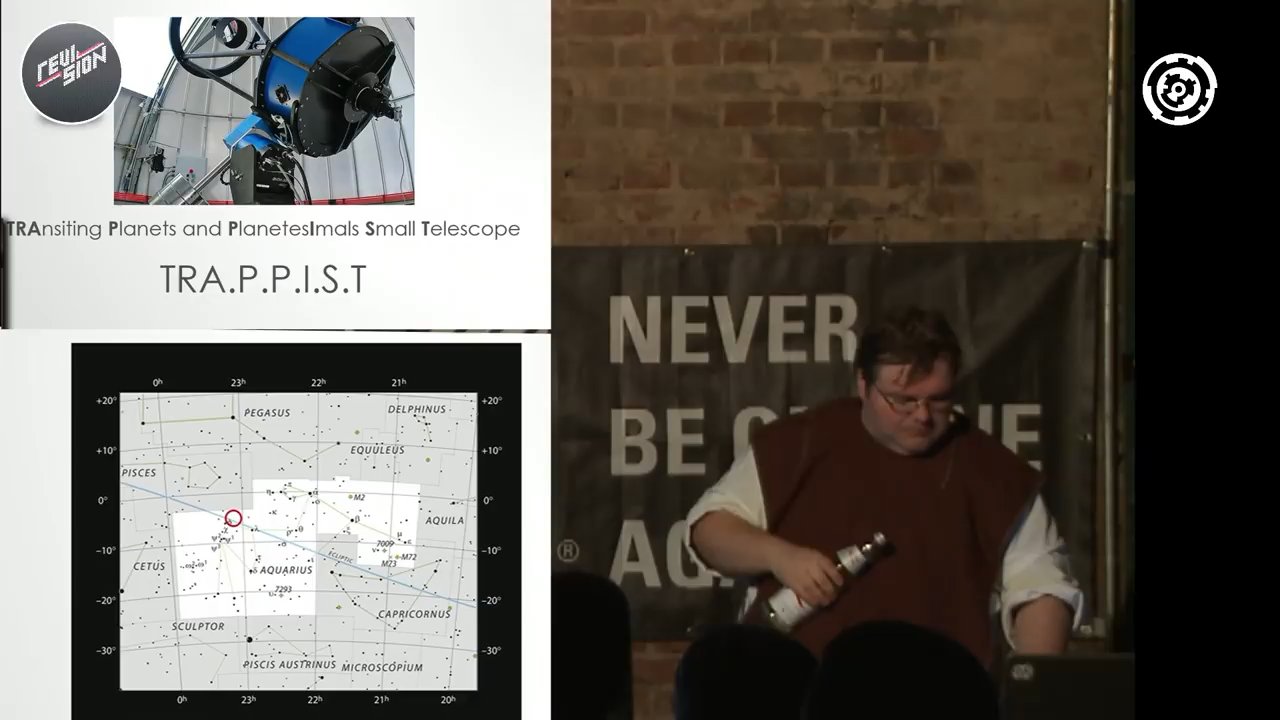 REVISION
TRAnsiting Planets and PlanetesImals Small Telescope
TRA.P.P.I.S.T
0h 23h 22h 21h
+20° +20°
PEGASUS DELPHINUS
+10° EQUULEUS +10°
PISCES
0° M2 0°
AQUILA
-10° 7009 M72 -10°
M73
CETUS AQUARIUS ECLIPTIC
7293
-20° CAPRICORNUS -20°
SCULPTOR
-30° -30°
PISCIS AUSTRINUS MICROSCOPIUM
0h 23h 22h 21h 20h
NEVER
BE
® AG